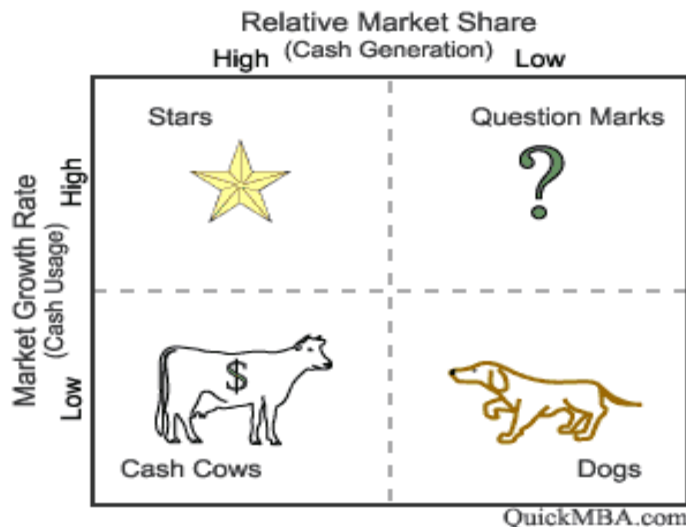 Relative Market Share
(Cash Generation)
High
Low
Market Growth Rate
(Cash Usage)
High
Low
Stars
Question Marks
$
Cash Cows
Dogs
QuickMBA.com